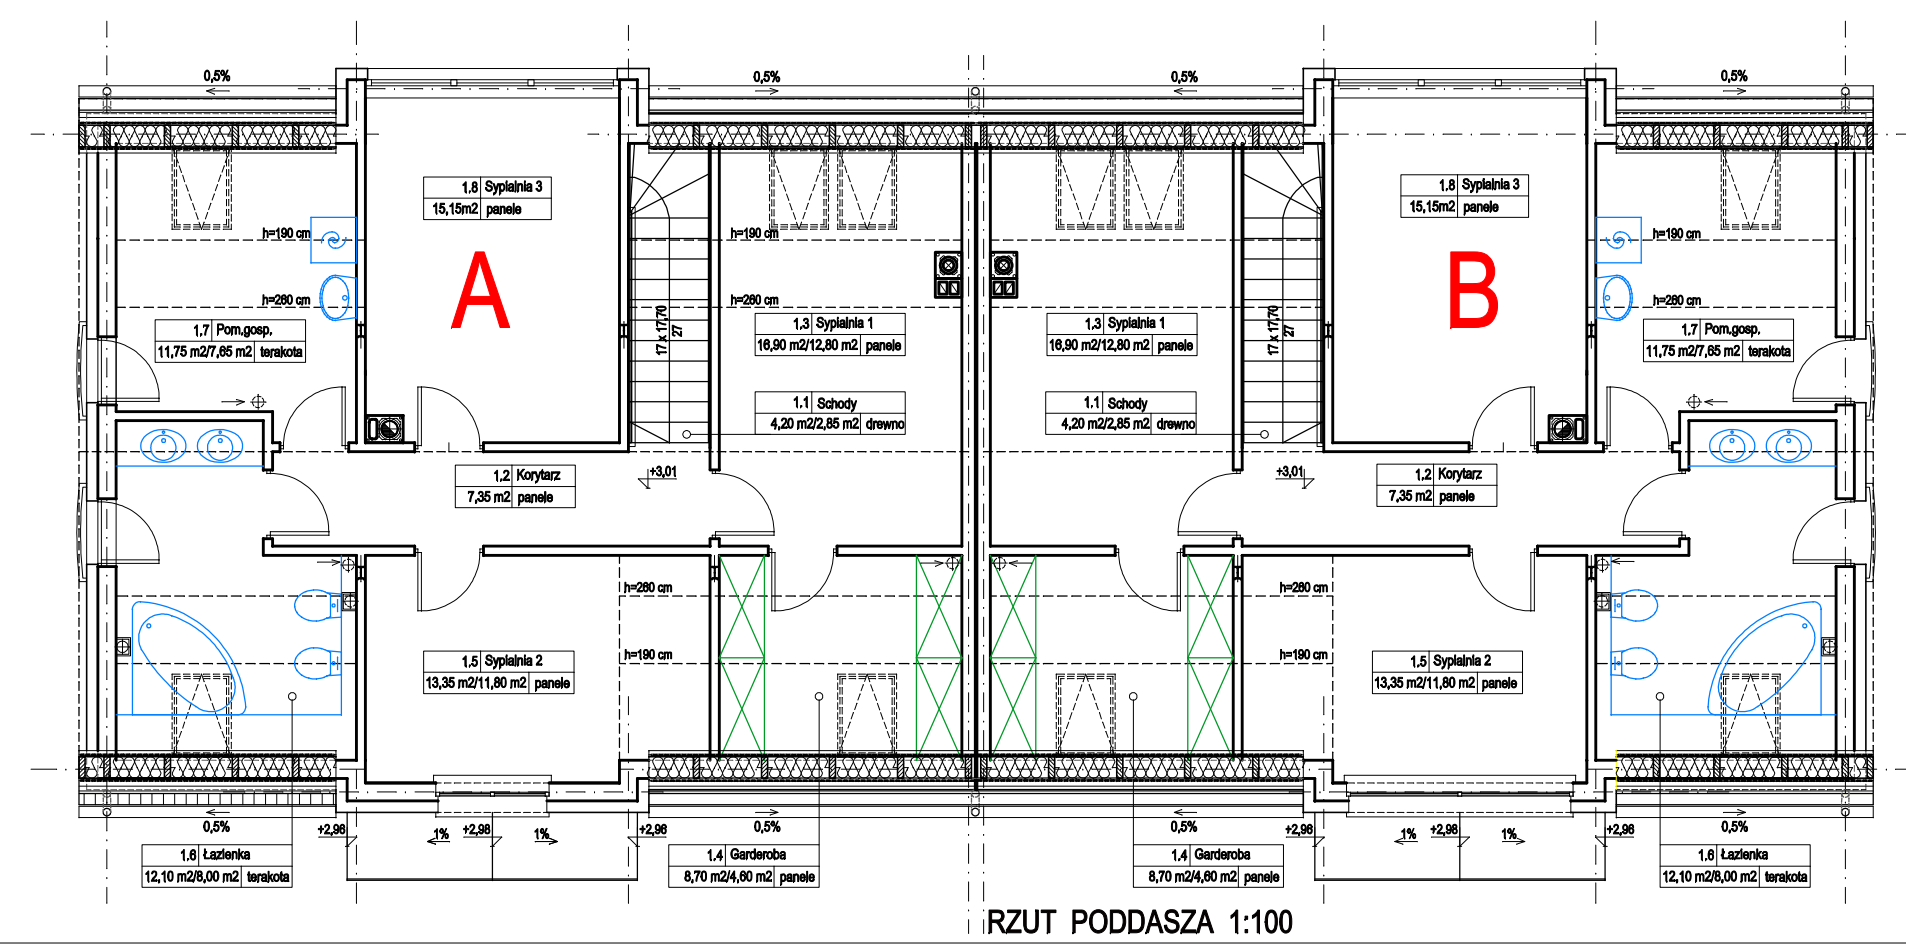 0,5%
0,5%
0,5%
0,5%
1,8 Sypialnia 3
15,15m2 panele
1,8 Sypialnia 3
15,15m2 panele
h=190 cm
h=190 cm
h=190 cm
h=190 cm
A
B
h=260 cm
h=260 cm
h=260 cm
h=260 cm
17 x 17,70
27
17 x 17,70
27
1,7 Pom.gosp.
11,75 m2/7,65 m2 terakota
1,3 Sypialnia 1
16,90 m2/12,80 m2 panele
1,3 Sypialnia 1
16,90 m2/12,80 m2 panele
1,7 Pom.gosp.
11,75 m2/7,65 m2 terakota
1.1 Schody
4,20 m2/2,85 m2 drewno
1.1 Schody
4,20 m2/2,85 m2 drewno
1,2 Korytarz
7,35 m2 panele
+3,01
+3,01
1,2 Korytarz
7,35 m2 panele
h=260 cm
h=260 cm
h=190 cm
h=190 cm
1,5 Sypialnia 2
13,35 m2/11,80 m2 panele
1,5 Sypialnia 2
13,35 m2/11,80 m2 panele
0,5%
+2,98
1%
+2,98
1%
+2,98
0,5%
0,5%
+2,98
1%
+2,98
1%
+2,98
0,5%
1,6 Łazienka
12,10 m2/8,00 m2 terakota
1.4 Garderoba
8,70 m2/4,60 m2 panele
1.4 Garderoba
8,70 m2/4,60 m2 panele
1,6 Łazienka
12,10 m2/8,00 m2 terakota
RZUT PODDASZA 1:100